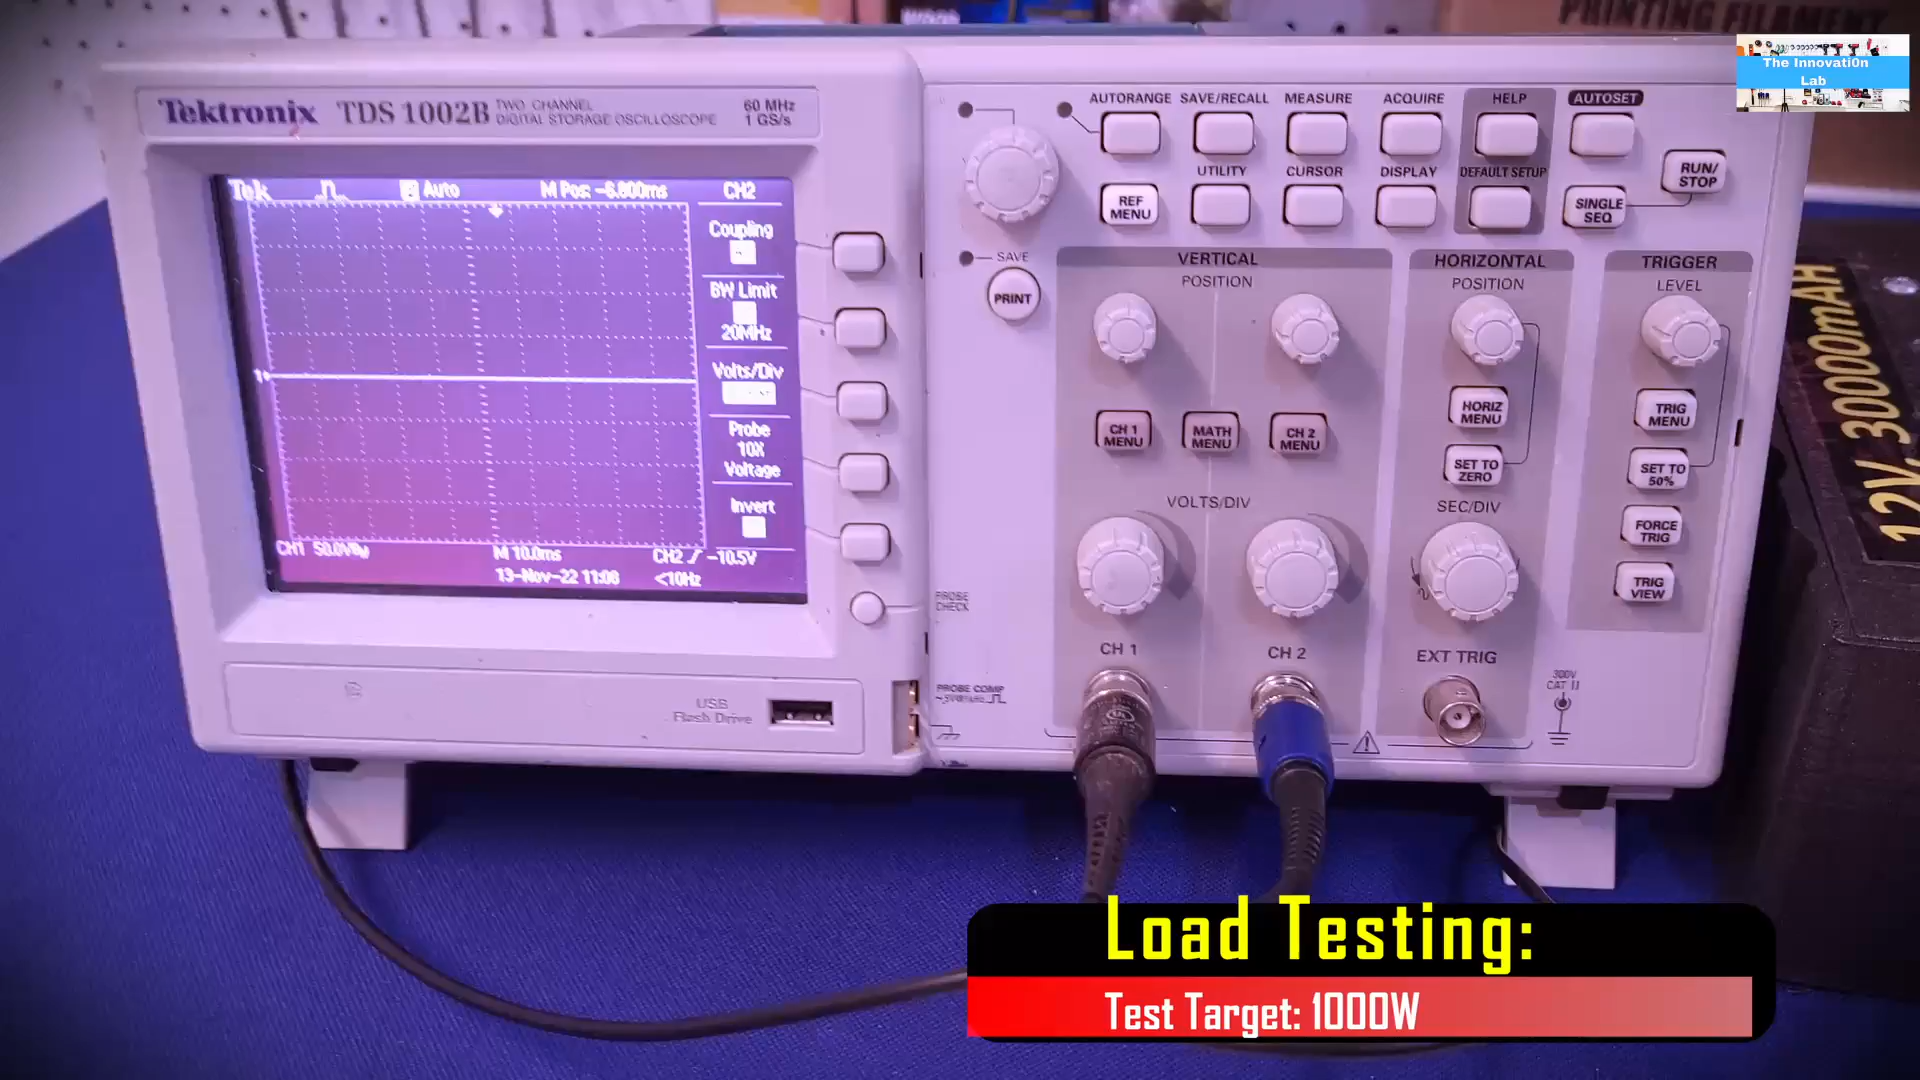 PRINTING FILAMENT
The Innovati0n
Lab
Tektronix TDS 1002B
TWO CHANNEL
DIGITAL STORAGE OSCILLOSCOPE
60 MHz
1 GS/s
Tek
Auto
M Pos: -6.800ms
CH2
Coupling
BW Limit
20MHz
Volts/Div
Probe
10X
Voltage
Invert
CH1 50.0V
M 10.0ms
CH2
-10.5V
13-Nov-22 11:06
<10Hz
AUTORANGE
SAVE/RECALL
MEASURE
ACQUIRE
HELP
AUTOSET
UTILITY
CURSOR
DISPLAY
DEFAULT SETUP
RUN/
STOP
REF
MENU
SINGLE
SEQ
SAVE
PRINT
VERTICAL
POSITION
HORIZONTAL
POSITION
TRIGGER
LEVEL
CH 1
MENU
MATH
MENU
CH 2
MENU
HORIZ
MENU
SET TO
ZERO
TRIG
MENU
SET TO
50%
FORCE
TRIG
TRIG
VIEW
VOLTS/DIV
SEC/DIV
PROBE
CHECK
CH 1
CH 2
EXT TRIG
300V
CAT II
PROBE COMP
USB
Flash Drive
12V, 30000mAH
Load Testing:
Test Target: 1000W